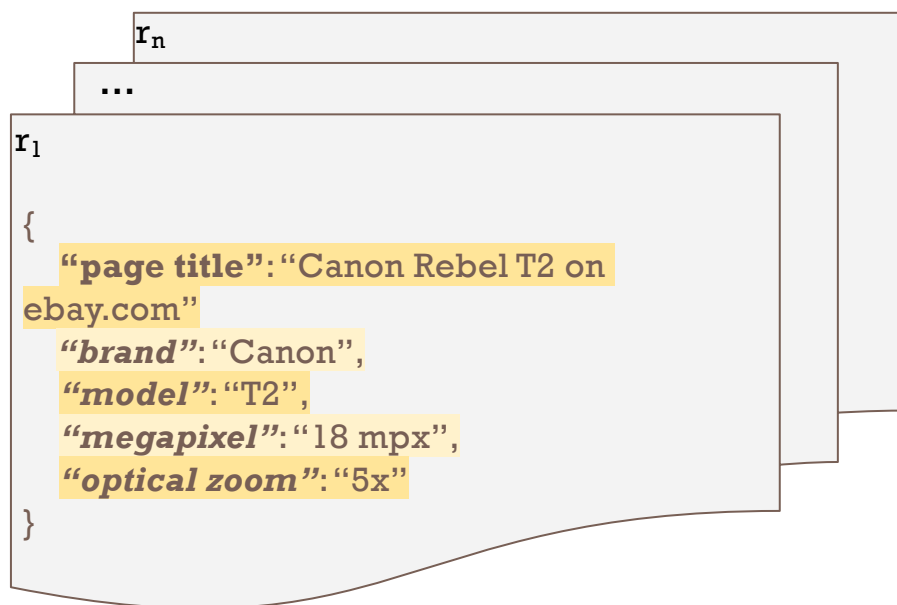 rₙ
...
r₁
{
“page title”: “Canon Rebel T2 on
ebay.com”
“brand”: “Canon”,
“model”: “T2”,
“megapixel”: “18 mpx”,
“optical zoom”: “5x”
}